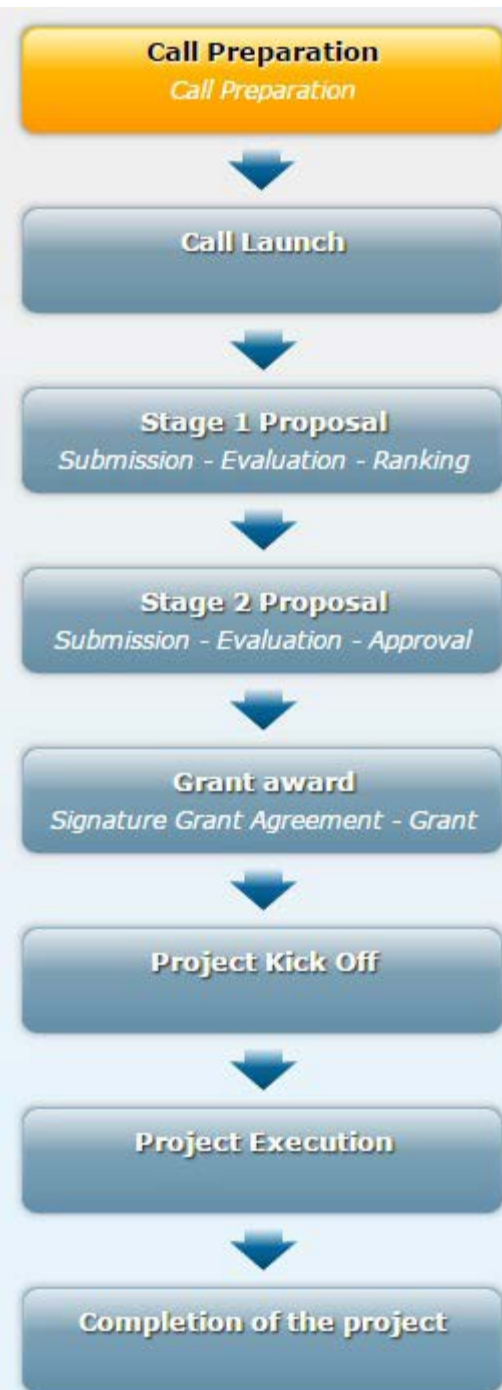 Call Preparation
Call Preparation
Call Launch
Stage 1 Proposal
Submission - Evaluation - Ranking
Stage 2 Proposal
Submission - Evaluation - Approval
Grant award
Signature Grant Agreement - Grant
Project Kick Off
Project Execution
Completion of the project